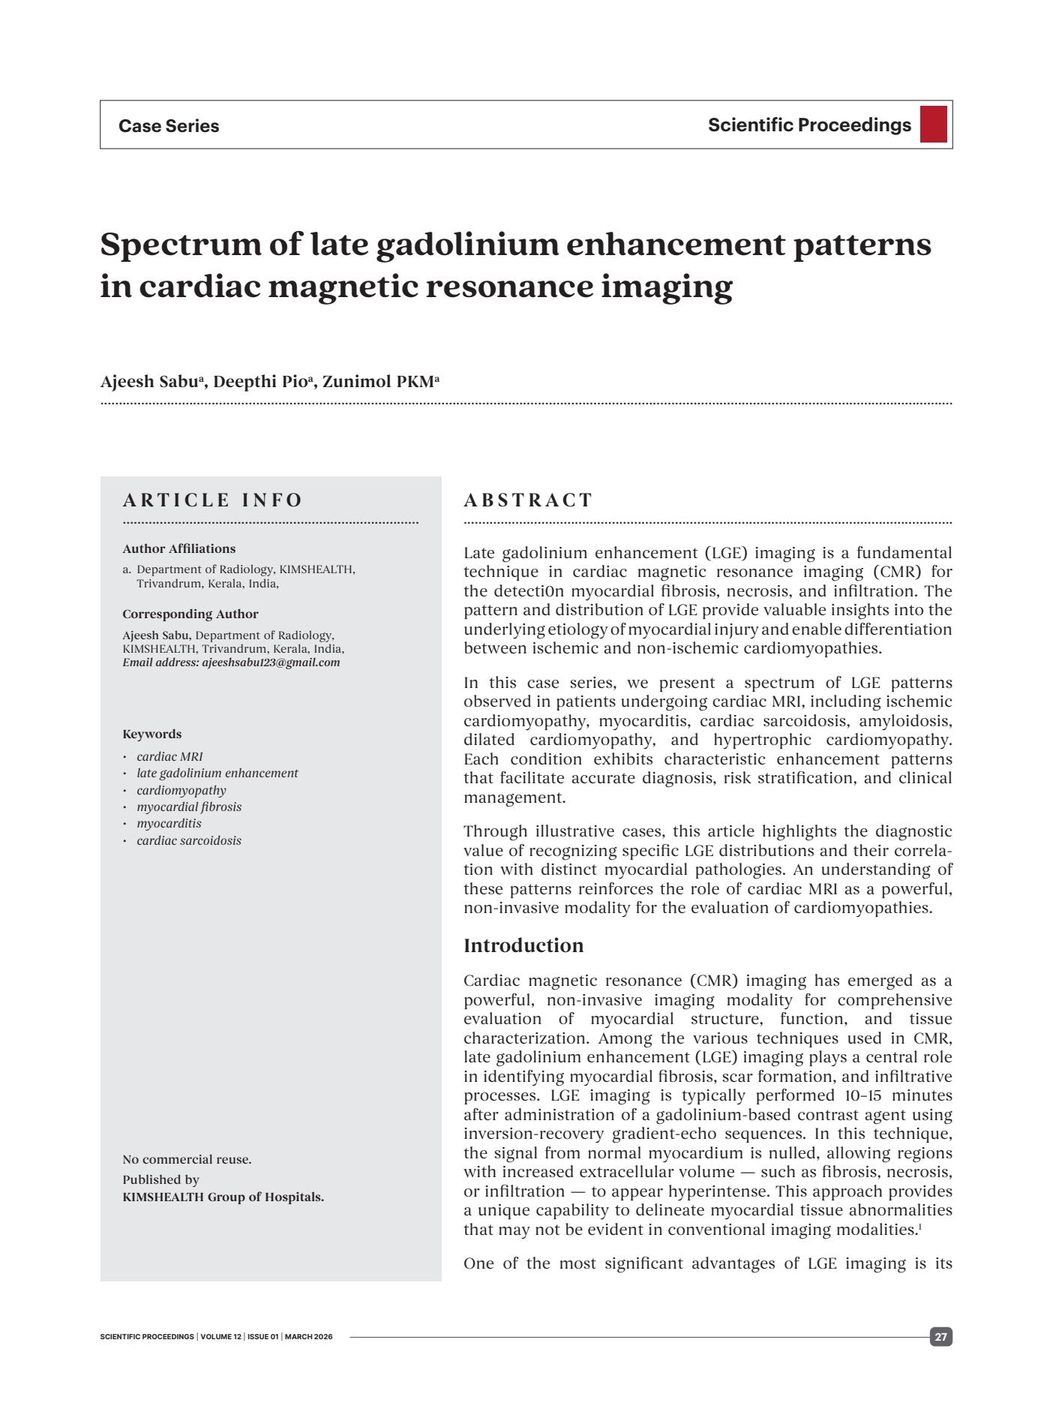 Case Series
Scientific Proceedings
Spectrum of late gadolinium enhancement patterns
in cardiac magnetic resonance imaging
Ajeesh Sabuᵃ, Deepthi Pioᵃ, Zunimol PKMᵃ
ARTICLE INFO
Author Affiliations
a. Department of Radiology, KIMSHEALTH,
Trivandrum, Kerala, India,
Corresponding Author
Ajeesh Sabu, Department of Radiology,
KIMSHEALTH, Trivandrum, Kerala, India,
Email address: ajeeshsabu123@gmail.com
Keywords
• cardiac MRI
• late gadolinium enhancement
• cardiomyopathy
• myocardial fibrosis
• myocarditis
• cardiac sarcoidosis
No commercial reuse.
Published by
KIMSHEALTH Group of Hospitals.
ABSTRACT
Late gadolinium enhancement (LGE) imaging is a fundamental
technique in cardiac magnetic resonance imaging (CMR) for
the detecti0n myocardial fibrosis, necrosis, and infiltration. The
pattern and distribution of LGE provide valuable insights into the
underlying etiology of myocardial injury and enable differentiation
between ischemic and non-ischemic cardiomyopathies.
In this case series, we present a spectrum of LGE patterns
observed in patients undergoing cardiac MRI, including ischemic
cardiomyopathy, myocarditis, cardiac sarcoidosis, amyloidosis,
dilated cardiomyopathy, and hypertrophic cardiomyopathy.
Each condition exhibits characteristic enhancement patterns
that facilitate accurate diagnosis, risk stratification, and clinical
management.
Through illustrative cases, this article highlights the diagnostic
value of recognizing specific LGE distributions and their correla-
tion with distinct myocardial pathologies. An understanding of
these patterns reinforces the role of cardiac MRI as a powerful,
non-invasive modality for the evaluation of cardiomyopathies.
Introduction
Cardiac magnetic resonance (CMR) imaging has emerged as a
powerful, non-invasive imaging modality for comprehensive
evaluation of myocardial structure, function, and tissue
characterization. Among the various techniques used in CMR,
late gadolinium enhancement (LGE) imaging plays a central role
in identifying myocardial fibrosis, scar formation, and infiltrative
processes. LGE imaging is typically performed 10–15 minutes
after administration of a gadolinium-based contrast agent using
inversion-recovery gradient-echo sequences. In this technique,
the signal from normal myocardium is nulled, allowing regions
with increased extracellular volume — such as fibrosis, necrosis,
or infiltration — to appear hyperintense. This approach provides
a unique capability to delineate myocardial tissue abnormalities
that may not be evident in conventional imaging modalities.¹
One of the most significant advantages of LGE imaging is its
SCIENTIFIC PROCEEDINGS | VOLUME 12 | ISSUE 01 | MARCH 2026
27